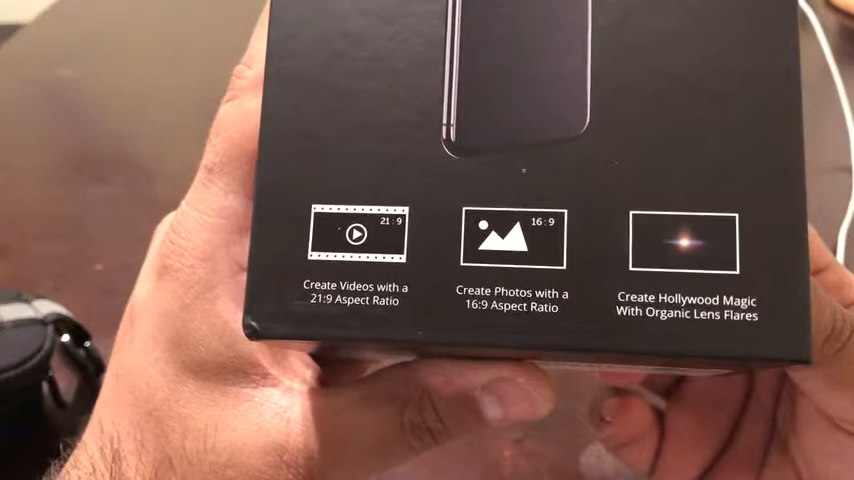 21:9
16:9
Create Videos with a
21:9 Aspect Ratio
Create Photos with a
16:9 Aspect Ratio
Create Hollywood Magic
With Organic Lens Flares